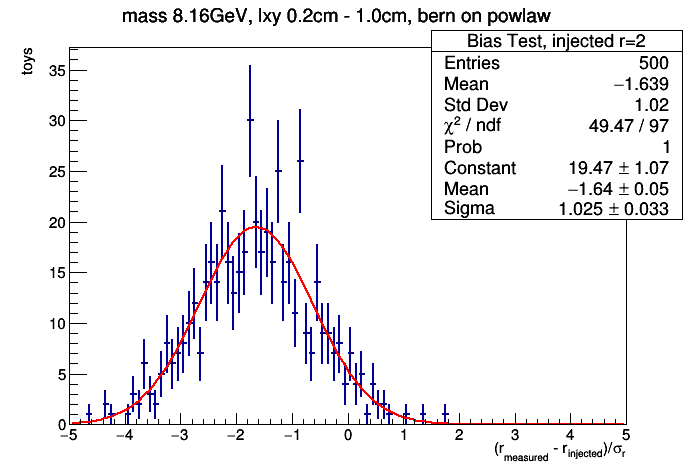 mass 8.16GeV, lxy 0.2cm - 1.0cm, bern on powlaw
Bias Test, injected r=2
Entries 500
Mean −1.639
Std Dev 1.02
χ² / ndf 49.47 / 97
Prob 1
Constant 19.47 ± 1.07
Mean −1.64 ± 0.05
Sigma 1.025 ± 0.033
toys
35
30
25
20
15
10
5
0
−5 −4 −3 −2 −1 0 1 2 3 4 5
(r_measured - r_injected)/σ_r